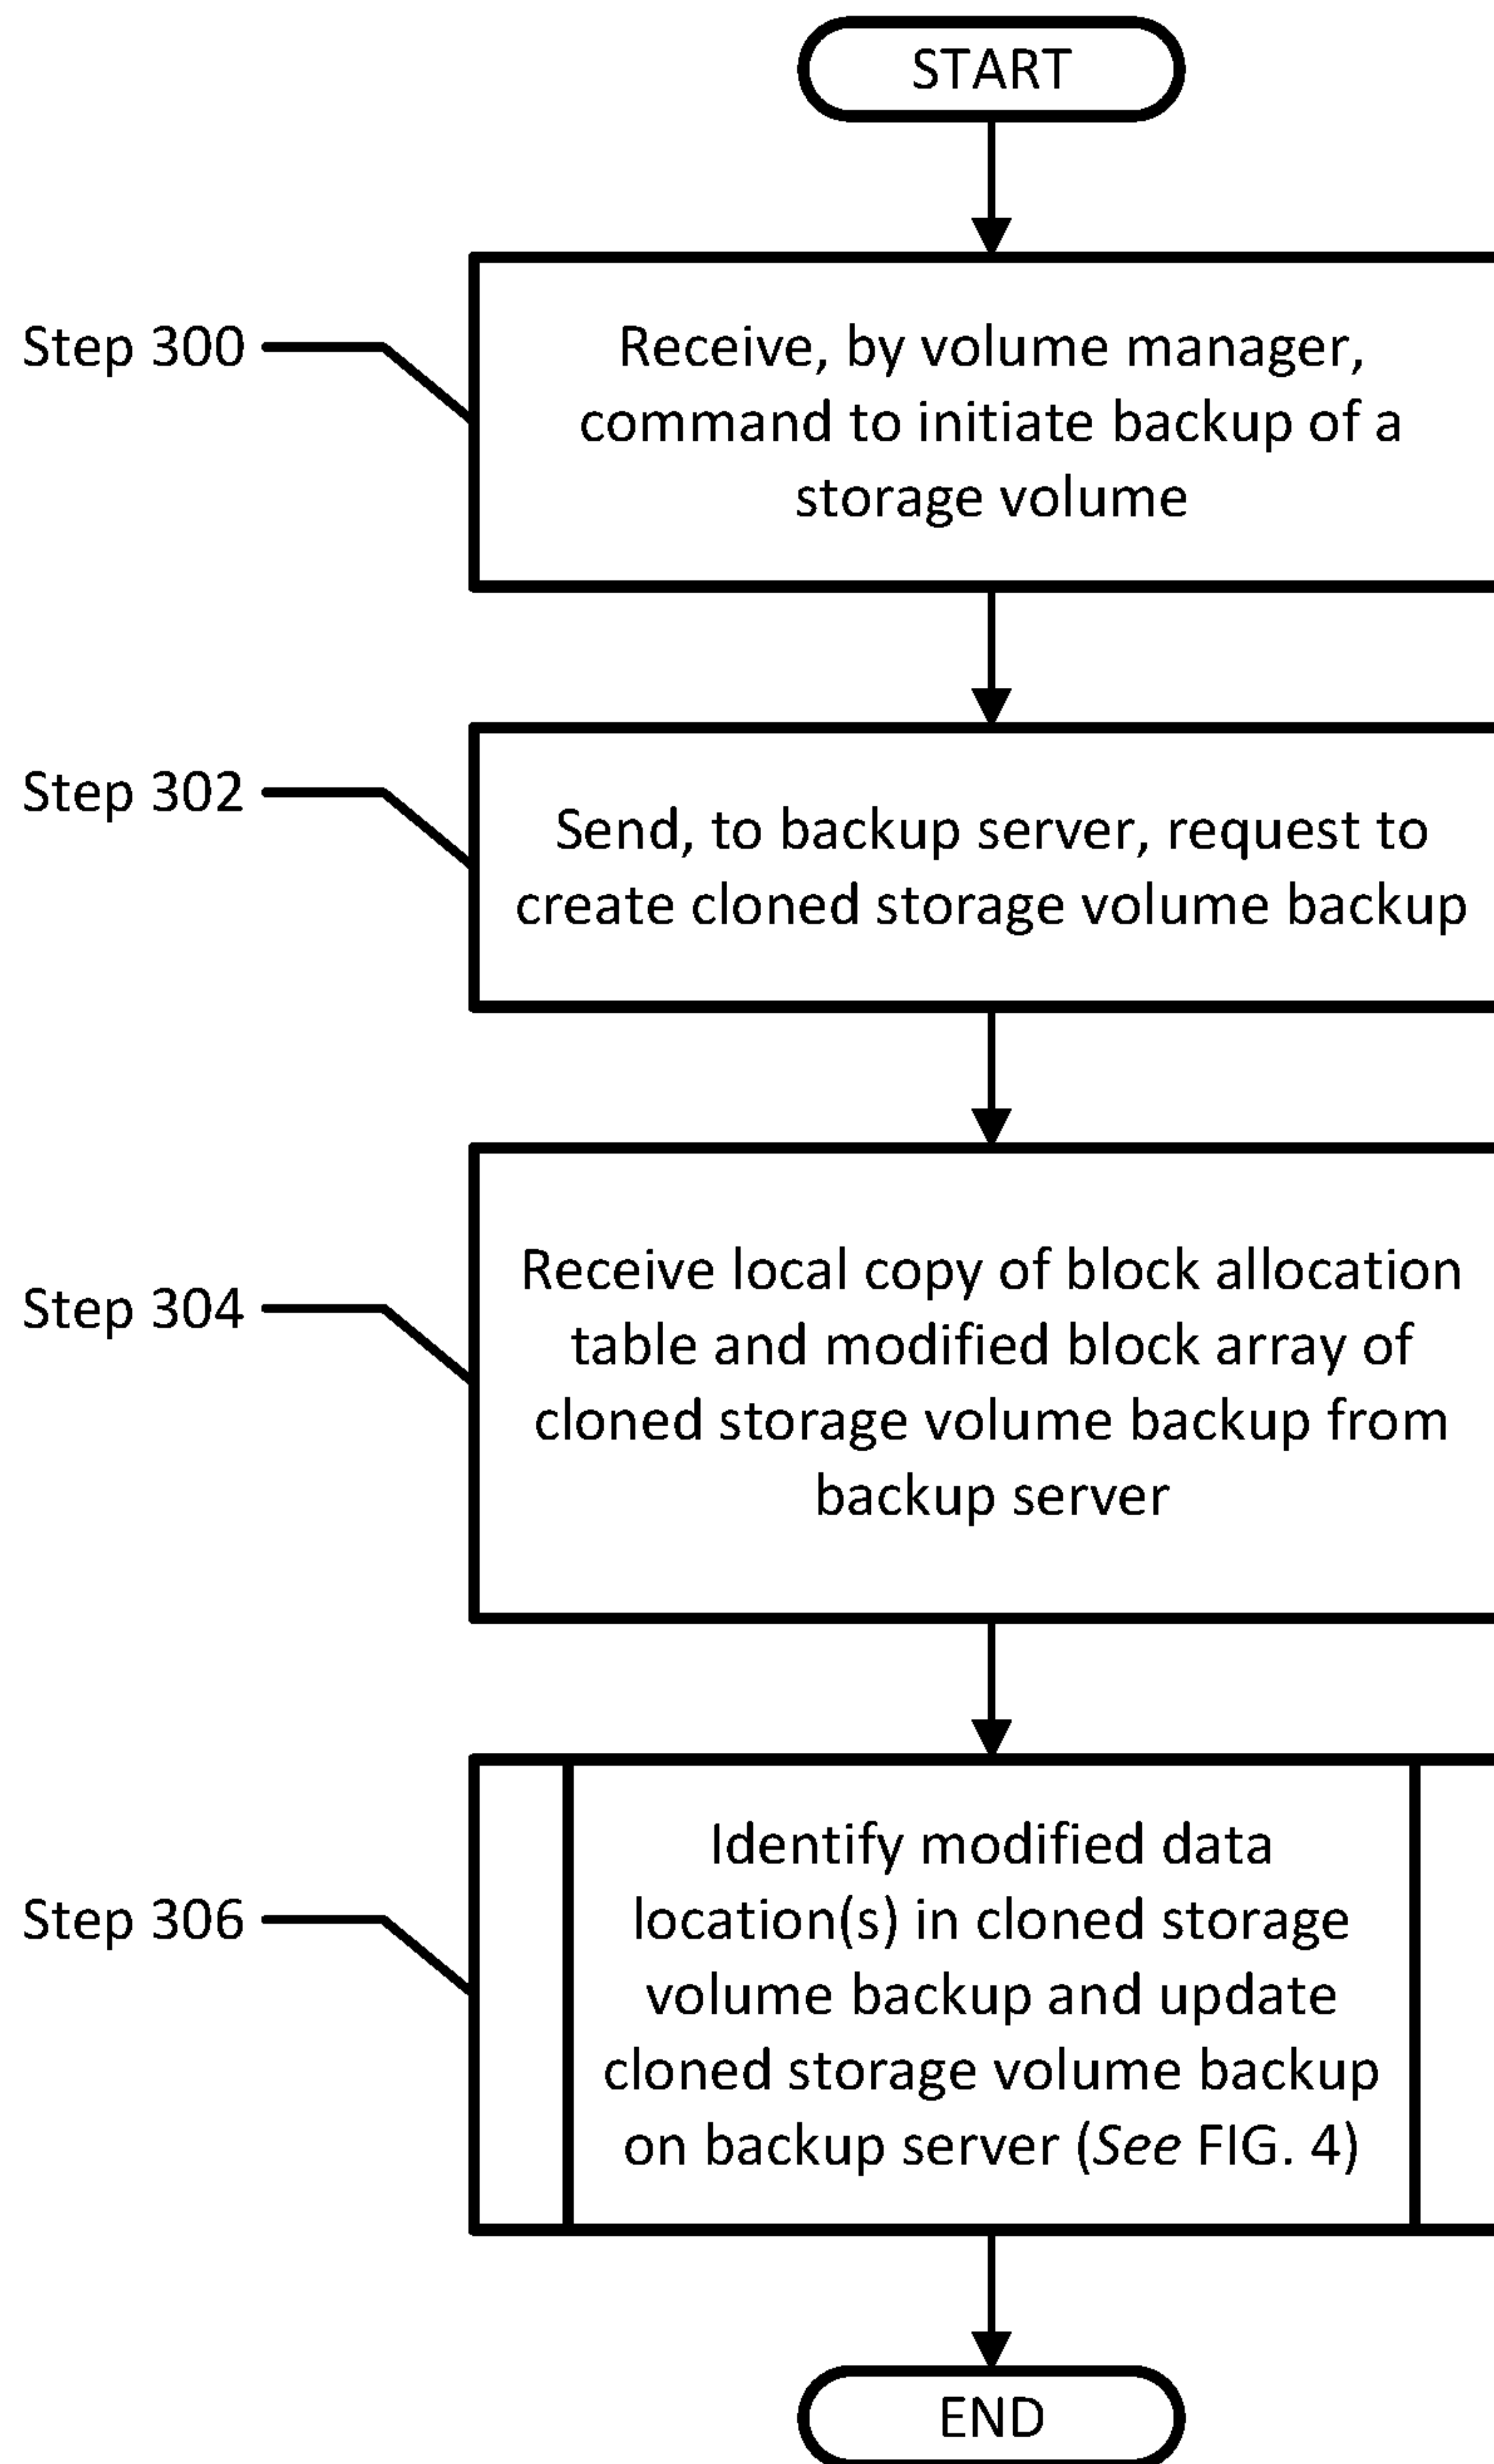 START
Step 300
Receive, by volume manager,
command to initiate backup of a
storage volume
Step 302
Send, to backup server, request to
create cloned storage volume backup
Step 304
Receive local copy of block allocation
table and modified block array of
cloned storage volume backup from
backup server
Step 306
Identify modified data
location(s) in cloned storage
volume backup and update
cloned storage volume backup
on backup server (See FIG. 4)
END